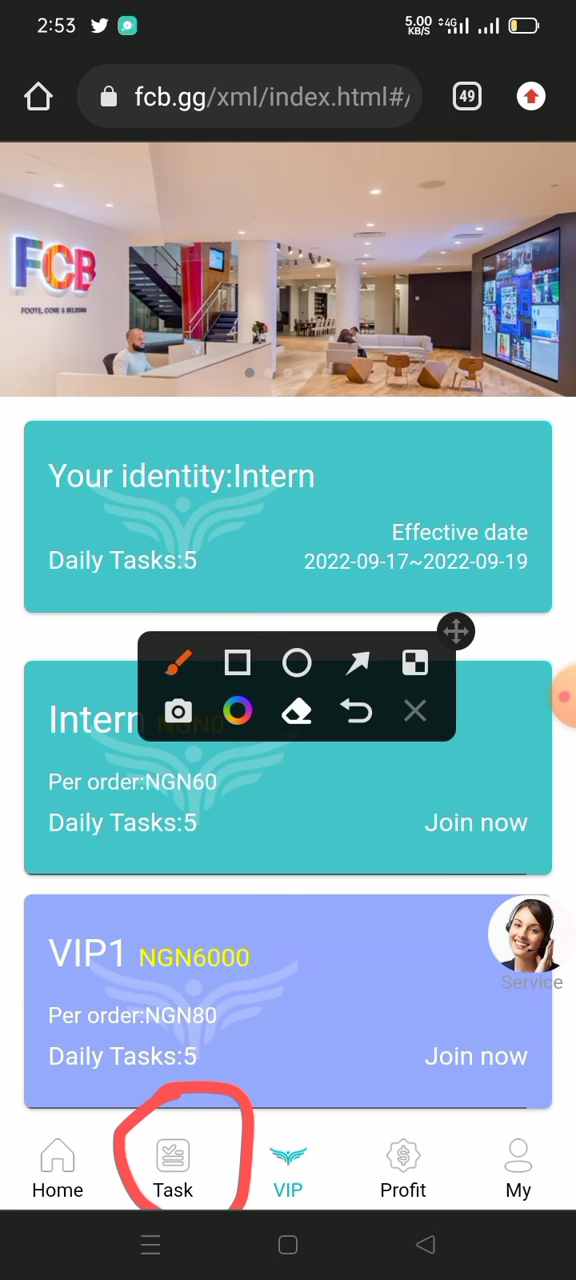 2:53
5.00
KB/S
4G
fcb.gg/xml/index.html#/
49
FCB
FOOTE, CONE & BELDING
Your identity:Intern
Effective date
Daily Tasks:5
2022-09-17~2022-09-19
Intern NGN0
Per order:NGN60
Daily Tasks:5
Join now
VIP1 NGN6000
Service
Per order:NGN80
Daily Tasks:5
Join now
Home
Task
VIP
Profit
My